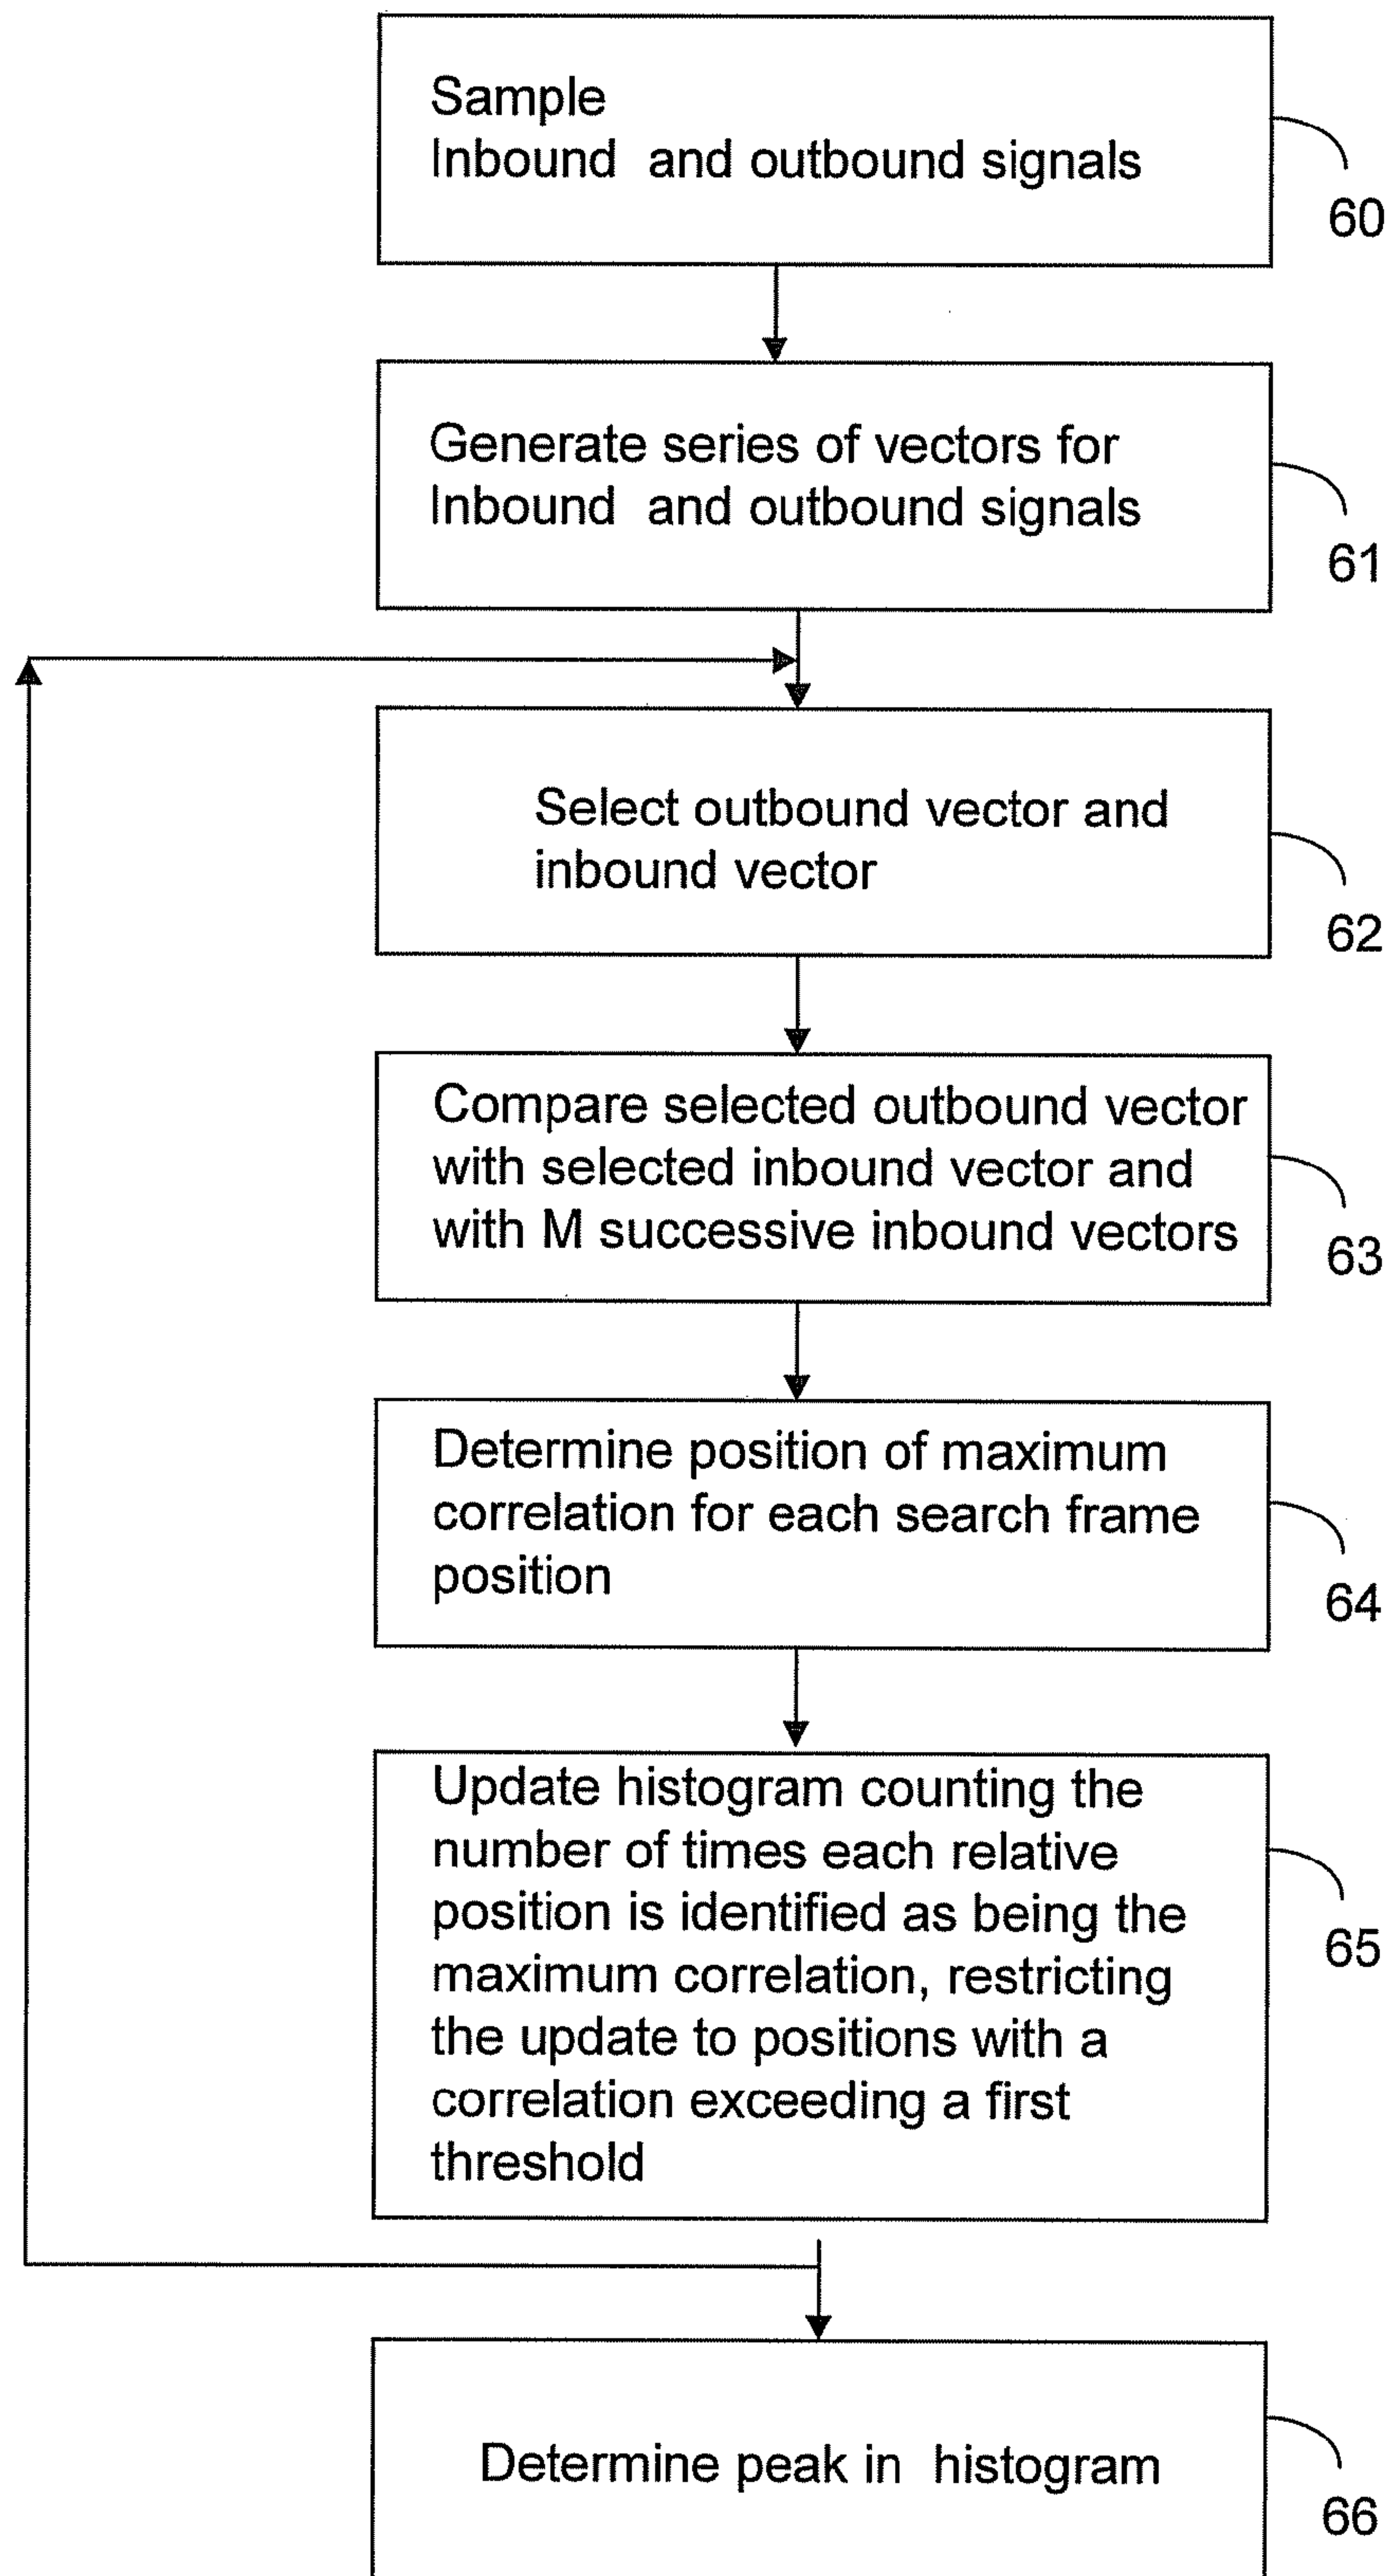 Sample
Inbound and outbound signals
60
Generate series of vectors for
Inbound and outbound signals
61
Select outbound vector and
inbound vector
62
Compare selected outbound vector
with selected inbound vector and
with M successive inbound vectors
63
Determine position of maximum
correlation for each search frame
position
64
Update histogram counting the
number of times each relative
position is identified as being the
maximum correlation, restricting
the update to positions with a
correlation exceeding a first
threshold
65
Determine peak in histogram
66